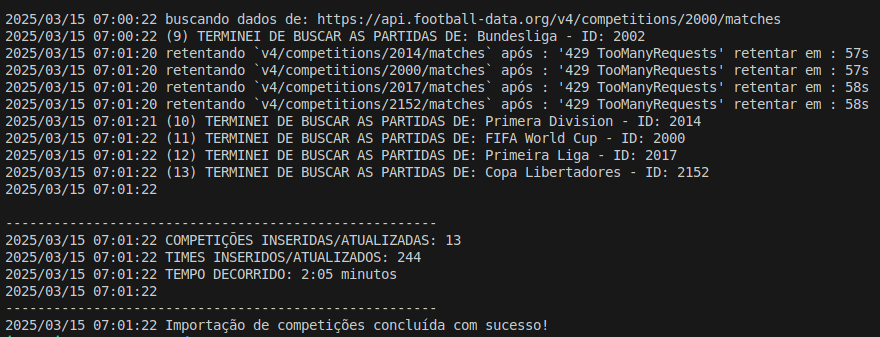 2025/03/15 07:00:22 buscando dados de: https://api.football-data.org/v4/competitions/2000/matches
2025/03/15 07:00:22 (9) TERMINEI DE BUSCAR AS PARTIDAS DE: Bundesliga - ID: 2002
2025/03/15 07:01:20 retentando `v4/competitions/2014/matches` após : '429 TooManyRequests' retentar em : 57s
2025/03/15 07:01:20 retentando `v4/competitions/2000/matches` após : '429 TooManyRequests' retentar em : 57s
2025/03/15 07:01:20 retentando `v4/competitions/2017/matches` após : '429 TooManyRequests' retentar em : 58s
2025/03/15 07:01:20 retentando `v4/competitions/2152/matches` após : '429 TooManyRequests' retentar em : 58s
2025/03/15 07:01:21 (10) TERMINEI DE BUSCAR AS PARTIDAS DE: Primera Division - ID: 2014
2025/03/15 07:01:22 (11) TERMINEI DE BUSCAR AS PARTIDAS DE: FIFA World Cup - ID: 2000
2025/03/15 07:01:22 (12) TERMINEI DE BUSCAR AS PARTIDAS DE: Primeira Liga - ID: 2017
2025/03/15 07:01:22 (13) TERMINEI DE BUSCAR AS PARTIDAS DE: Copa Libertadores - ID: 2152
2025/03/15 07:01:22
------------------------------------------------------
2025/03/15 07:01:22 COMPETIÇÕES INSERIDAS/ATUALIZADAS: 13
2025/03/15 07:01:22 TIMES INSERIDOS/ATUALIZADOS: 244
2025/03/15 07:01:22 TEMPO DECORRIDO: 2:05 minutos
2025/03/15 07:01:22
------------------------------------------------------
2025/03/15 07:01:22 Importação de competições concluída com sucesso!